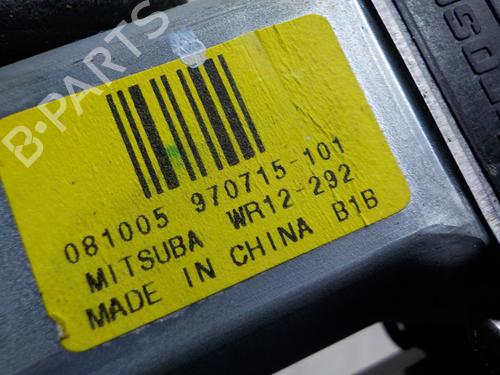 B-PARTS
081005 970715-101
MITSUBA WR12-292
MADE IN CHINA B1B